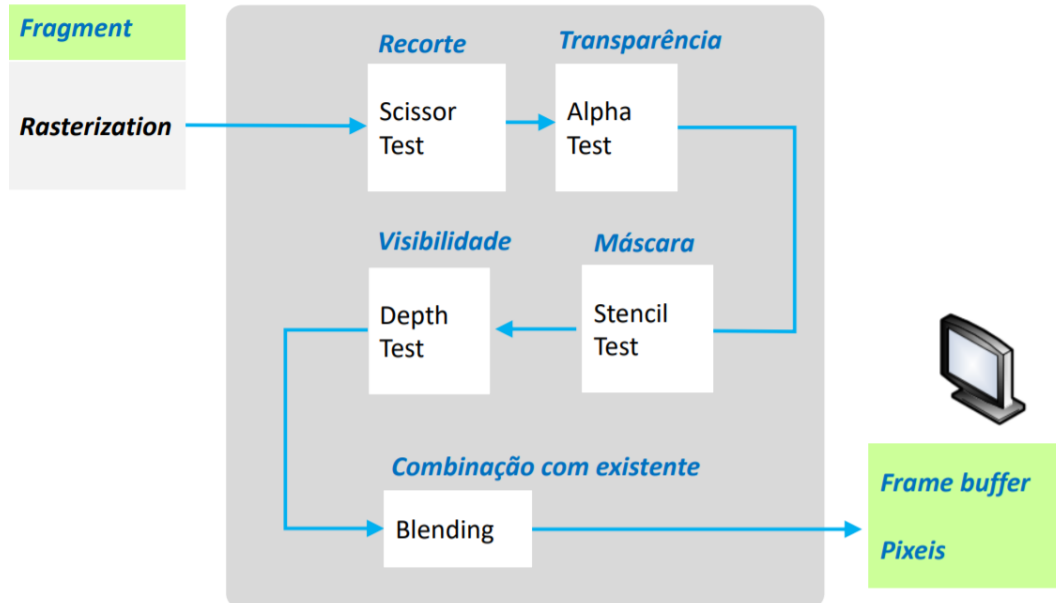 Fragment
Rasterization
Recorte
Scissor
Test
Transparência
Alpha
Test
Visibilidade
Depth
Test
Máscara
Stencil
Test
Combinação com existente
Blending
Frame buffer
Pixeis